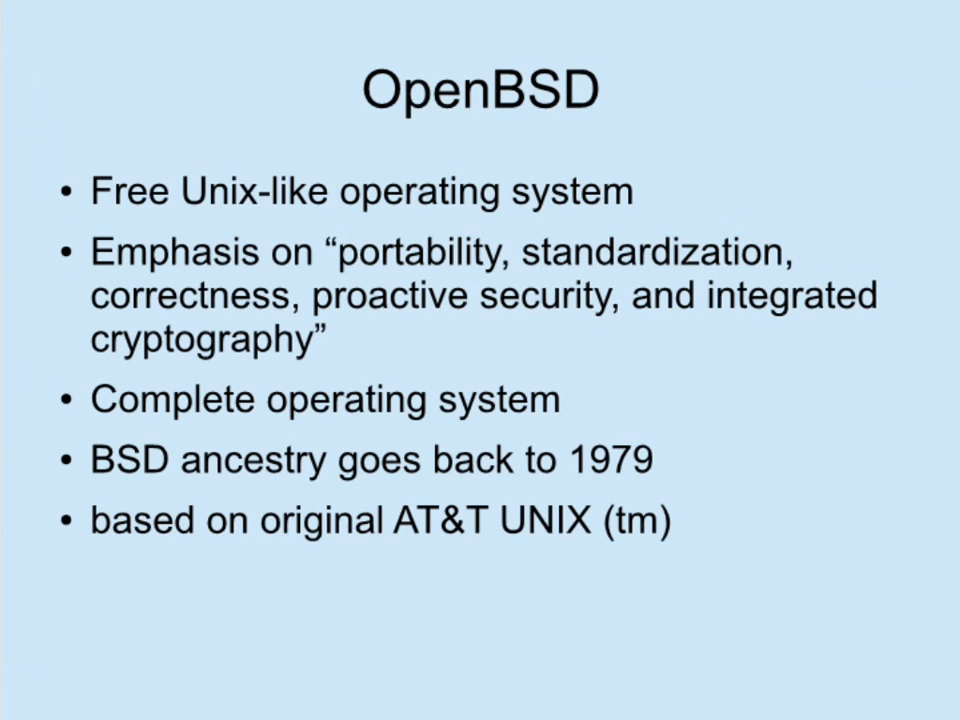 OpenBSD
• Free Unix-like operating system
• Emphasis on “portability, standardization,
correctness, proactive security, and integrated
cryptography”
• Complete operating system
• BSD ancestry goes back to 1979
• based on original AT&T UNIX (tm)